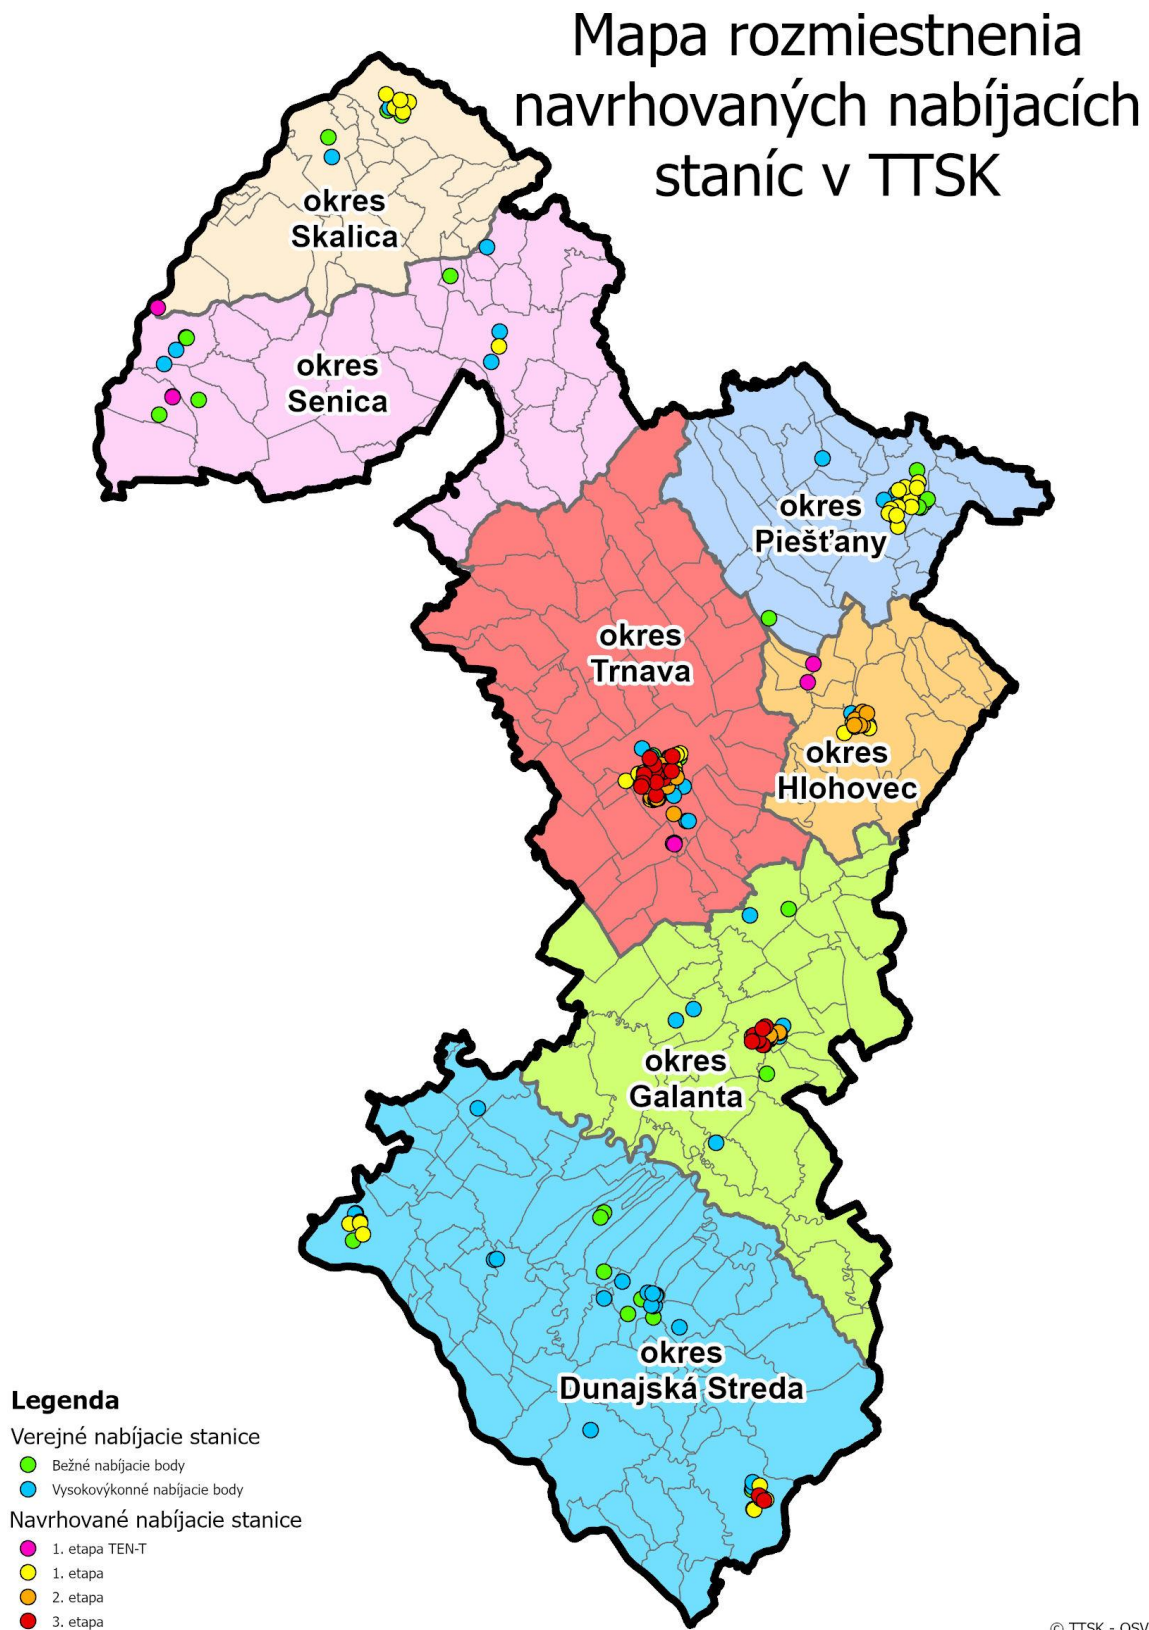 Mapa rozmiestnenia
navrhovaných nabíjacích
staníc v TTSK
okres
Skalica
okres
Senica
okres
Piešťany
okres
Trnava
okres
Hlohovec
okres
Galanta
okres
Dunajská Streda
Legenda
Verejné nabíjacie stanice
Bežné nabíjacie body
Vysokovýkonné nabíjacie body
Navrhované nabíjacie stanice
1. etapa TEN-T
1. etapa
2. etapa
3. etapa
© TTSK - OSV